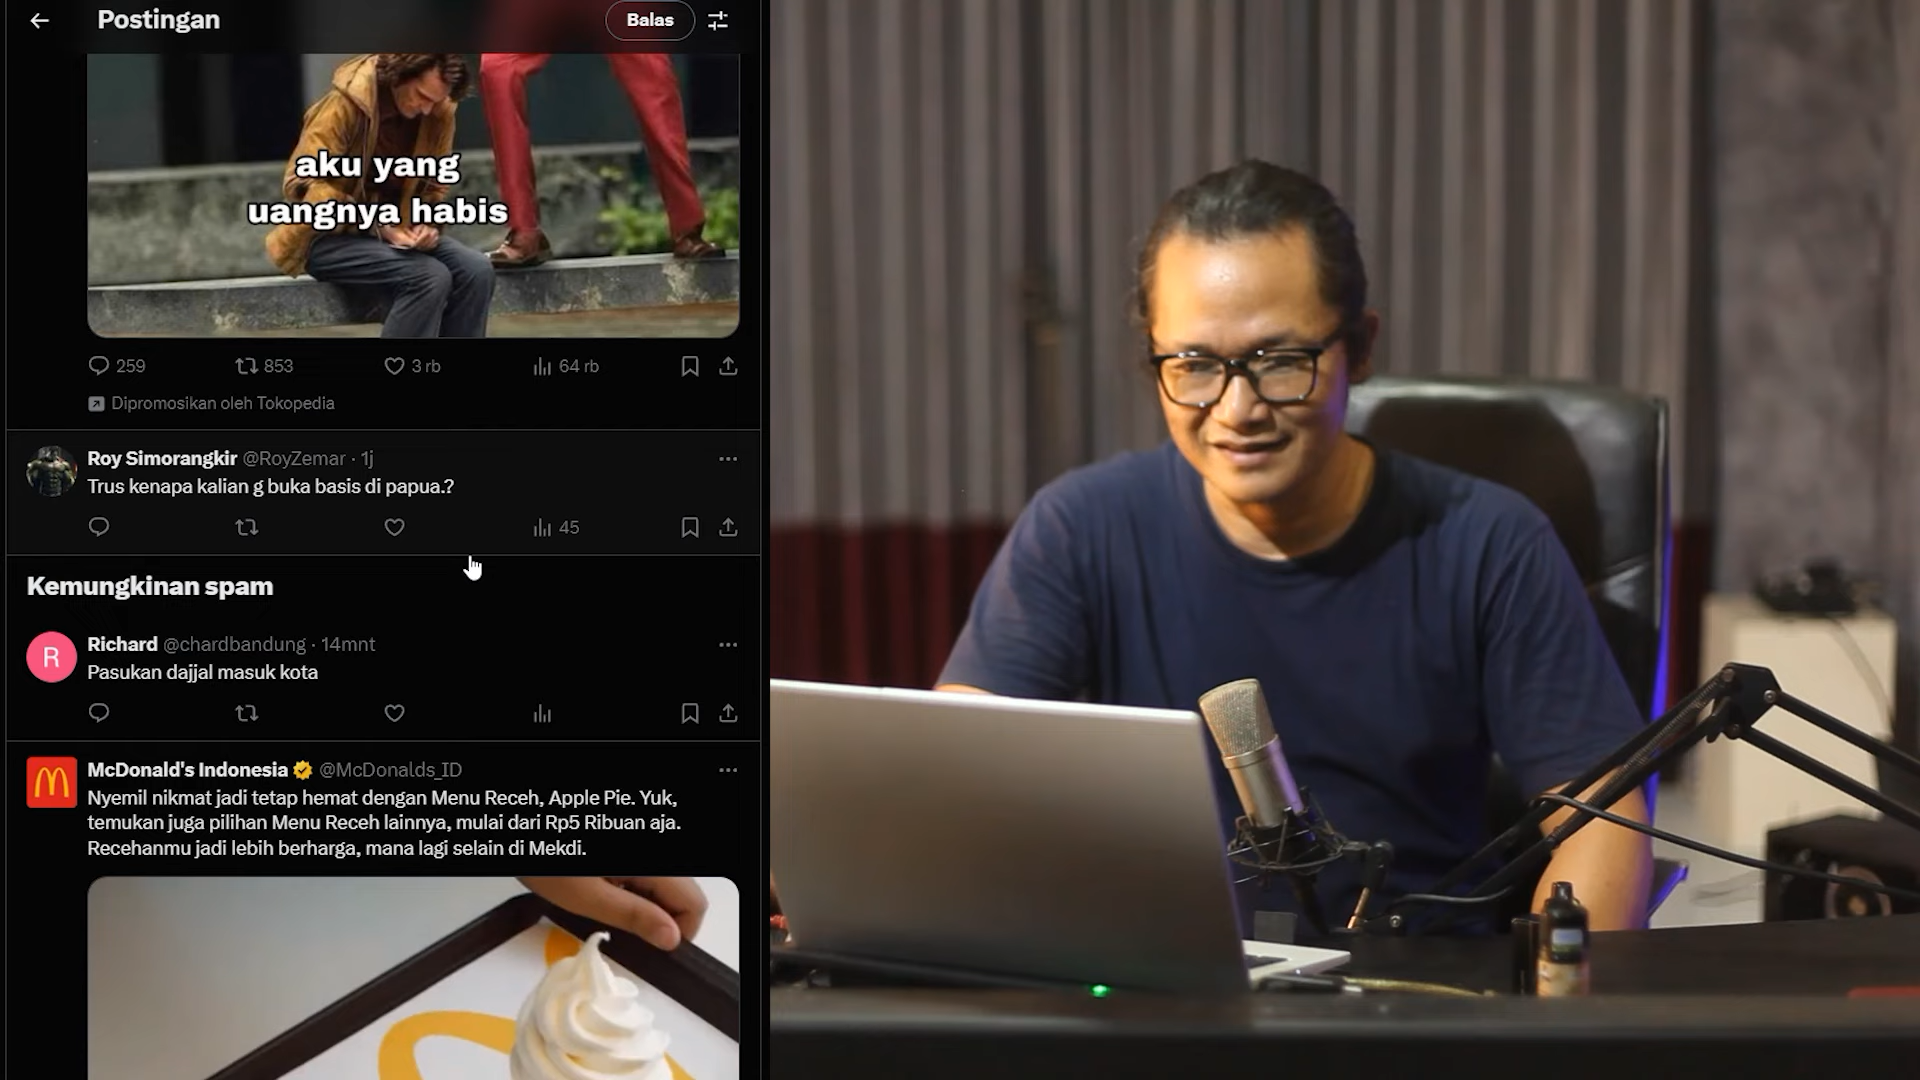 Postingan
Balas
aku yang
uangnya habis
259
853
3 rb
64 rb
Dipromosikan oleh Tokopedia
Roy Simorangkir @RoyZemar · 1j
Trus kenapa kalian g buka basis di papua.?
45
Kemungkinan spam
R
Richard @chardbandung · 14mnt
Pasukan dajjal masuk kota
McDonald's Indonesia @McDonalds_ID
Nyemil nikmat jadi tetap hemat dengan Menu Receh, Apple Pie. Yuk,
temukan juga pilihan Menu Receh lainnya, mulai dari Rp5 Ribuan aja.
Recehanmu jadi lebih berharga, mana lagi selain di Mekdi.